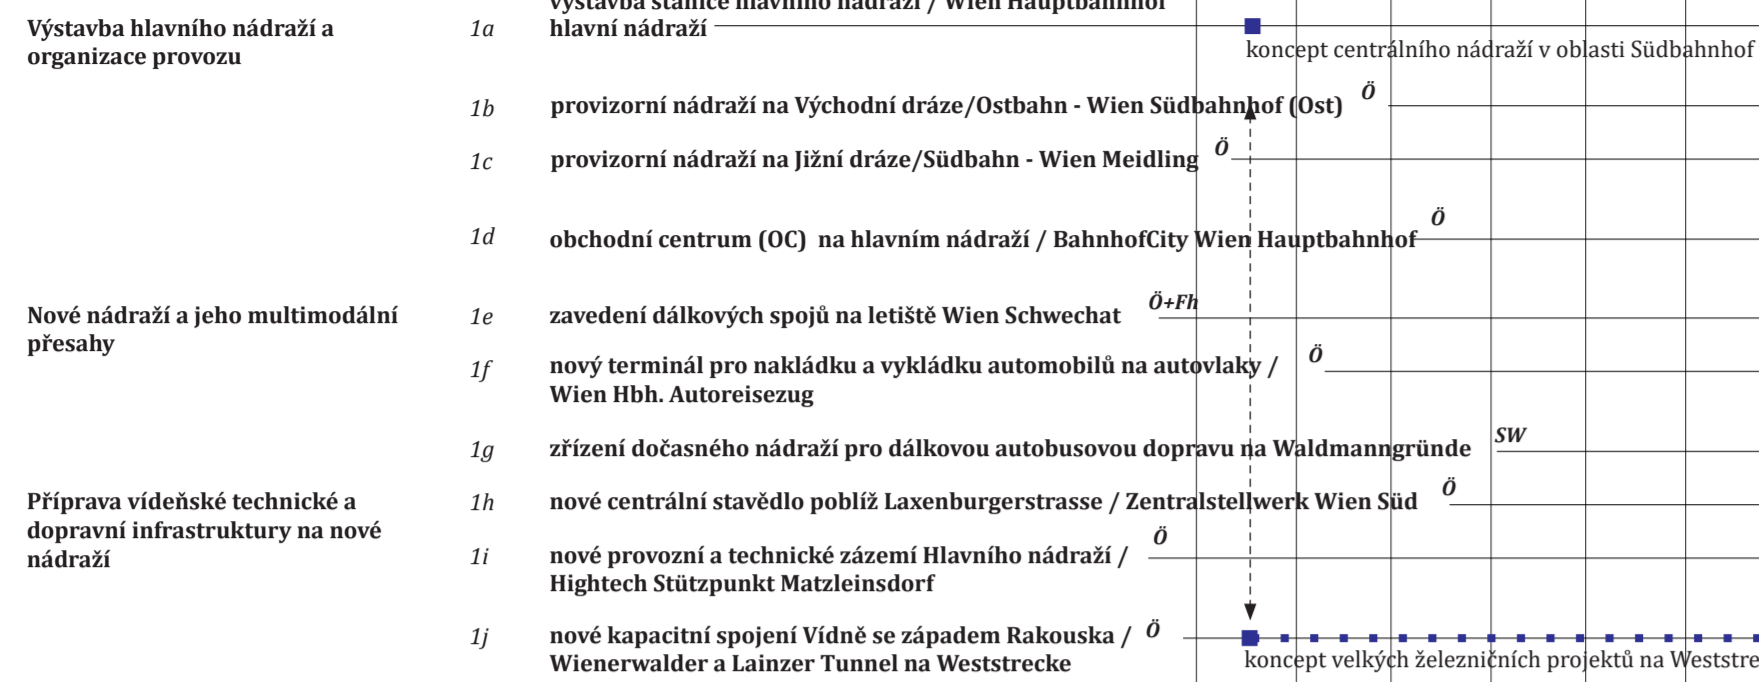 výstavba stanice hlavního nádraží / Wien Hauptbahnhof
Výstavba hlavního nádraží a
organizace provozu
1a
hlavní nádraží
koncept centrálního nádraží v oblasti Südbahnhof
1b
provizorní nádraží na Východní dráze/Ostbahn - Wien Südbahnhof (Ost)
Ö
1c
provizorní nádraží na Jižní dráze/Südbahn - Wien Meidling
Ö
1d
obchodní centrum (OC) na hlavním nádraží / BahnhofCity Wien Hauptbahnhof
Ö
Nové nádraží a jeho multimodální
přesahy
1e
zavedení dálkových spojů na letiště Wien Schwechat
Ö+Fh
1f
nový terminál pro nakládku a vykládku automobilů na autovlaky /
Wien Hbh. Autoreisezug
Ö
1g
zřízení dočasného nádraží pro dálkovou autobusovou dopravu na Waldmanngründe
SW
Příprava vídeňské technické a
dopravní infrastruktury na nové
nádraží
1h
nové centrální stavědlo poblíž Laxenburgerstrasse / Zentralstellwerk Wien Süd
Ö
1i
nové provozní a technické zázemí Hlavního nádraží /
Hightech Stützpunkt Matzleinsdorf
Ö
1j
nové kapacitní spojení Vídně se západem Rakouska /
Wienerwalder a Lainzer Tunnel na Weststrecke
Ö
koncept velkých železničních projektů na Weststre